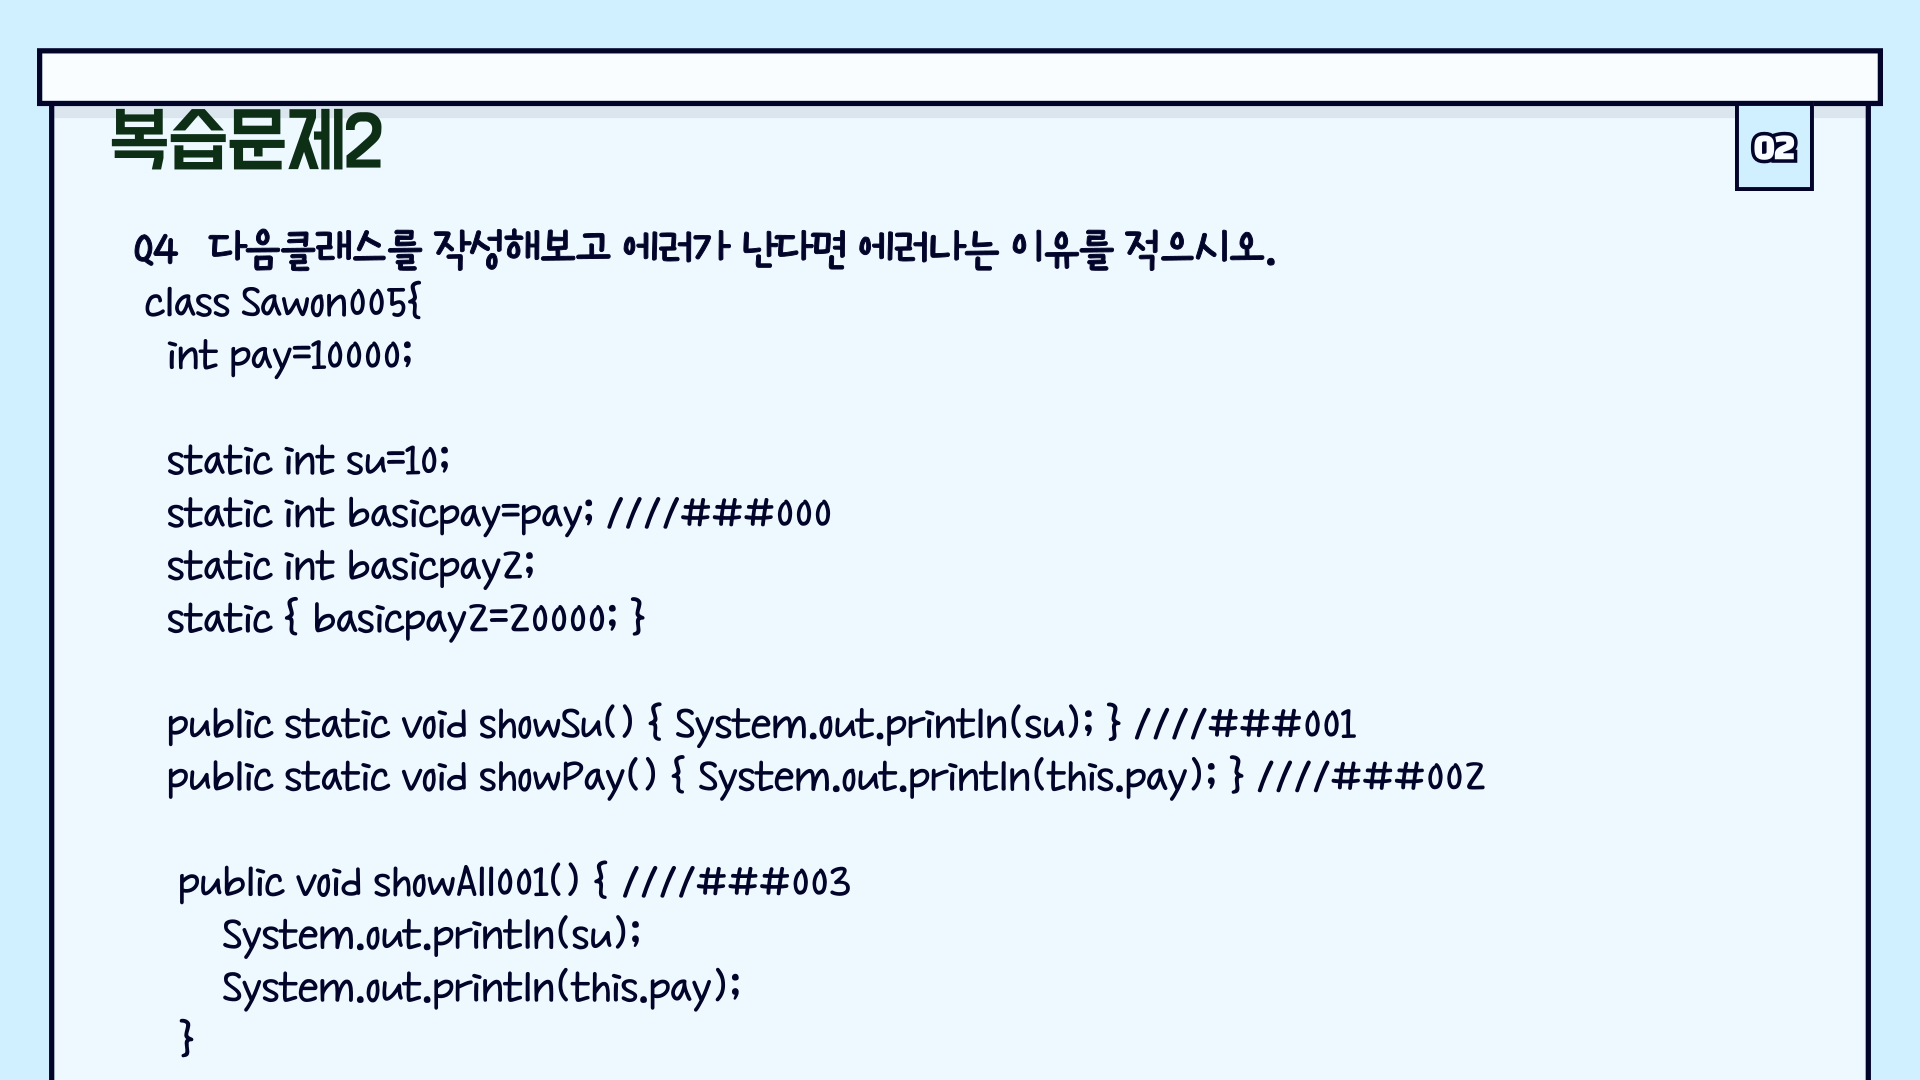 복습문제2
02
Q4 다음클래스를 작성해보고 에러가 난다면 에러나는 이유를 적으시오.
class Sawon005{
int pay=10000;
static int su=10;
static int basicpay=pay; ////###000
static int basicpay2;
static { basicpay2=20000; }
public static void showSu() { System.out.println(su); } ////###001
public static void showPay() { System.out.println(this.pay); } ////###002
public void showAll001() { ////###003
System.out.println(su);
System.out.println(this.pay);
}